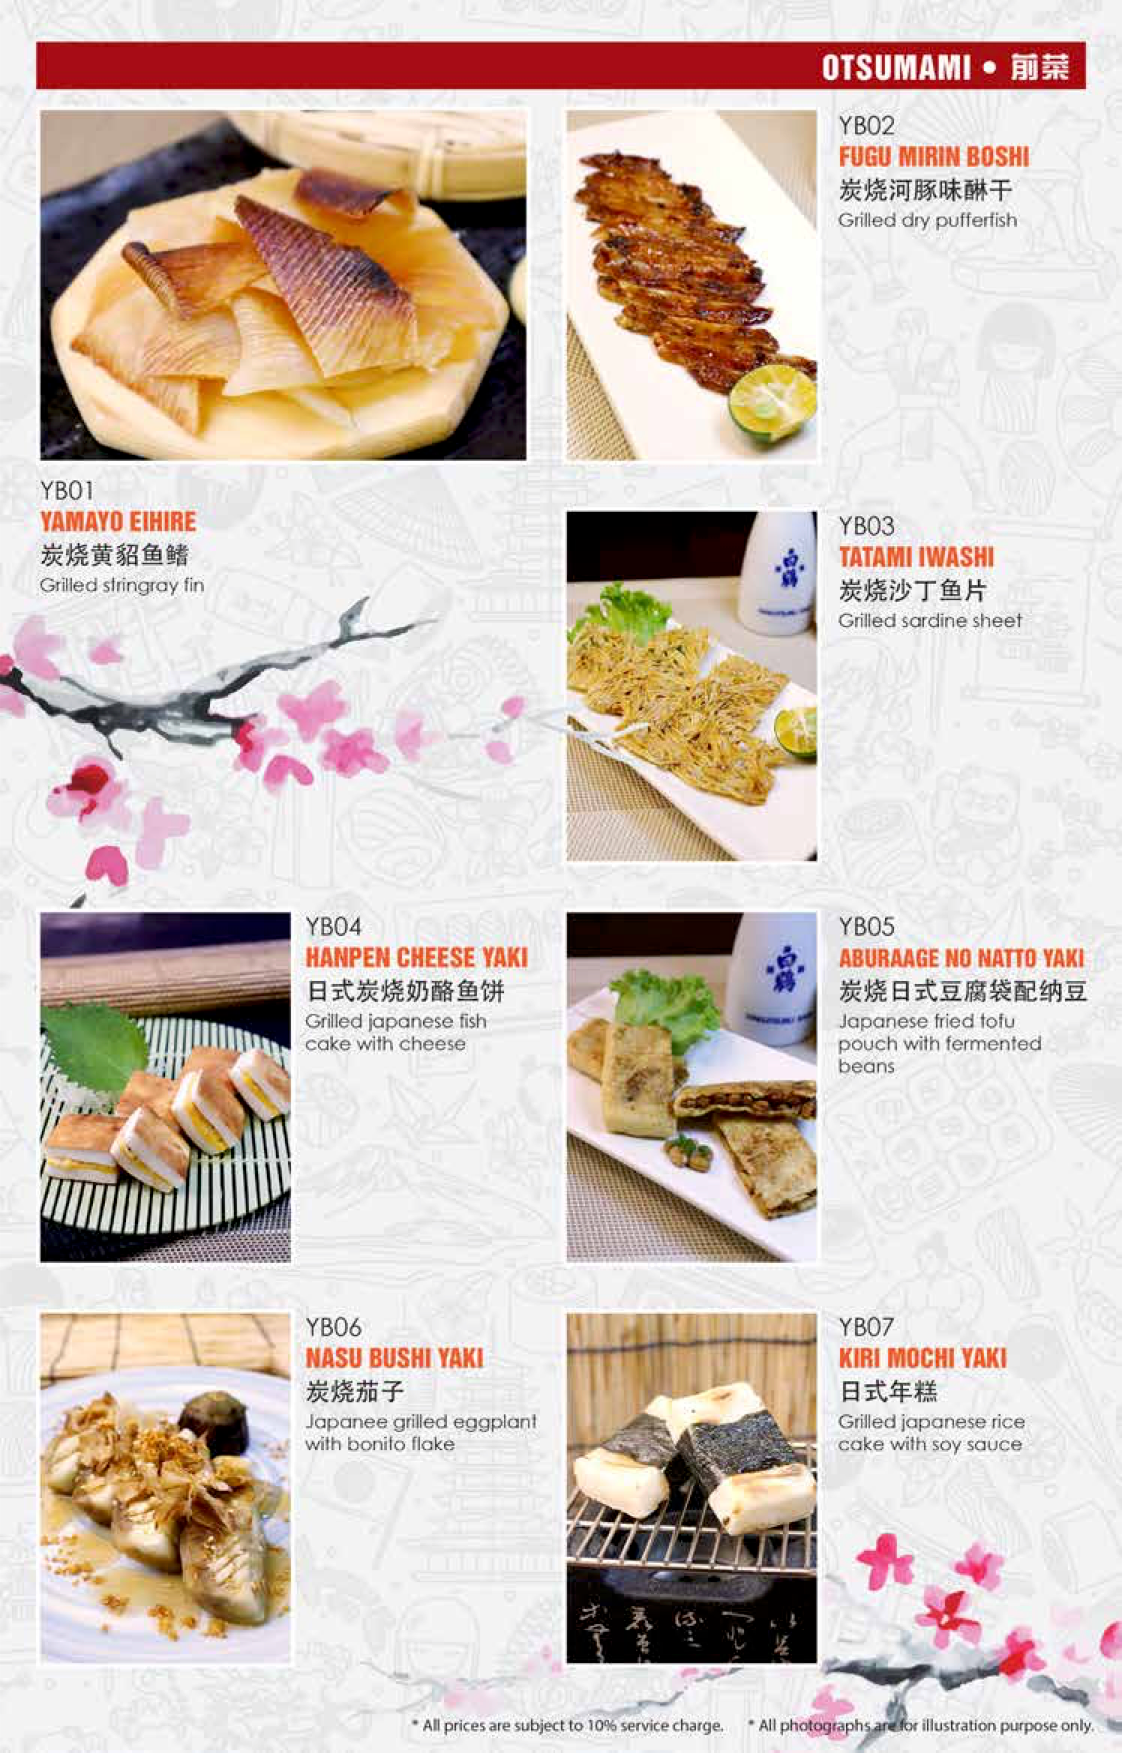 OTSUMAMI • 前菜
YB01
YAMAYO EIHIRE
炭烧黄貂鱼鳍
Grilled stringray fin
YB02
FUGU MIRIN BOSHI
炭烧河豚味醂干
Grilled dry pufferfish
YB03
TATAMI IWASHI
炭烧沙丁鱼片
Grilled sardine sheet
白鶴
YB04
HANPEN CHEESE YAKI
日式炭烧奶酪鱼饼
Grilled japanese fish
cake with cheese
YB05
ABURAAGE NO NATTO YAKI
炭烧日式豆腐袋配纳豆
Japanese fried tofu
pouch with fermented
beans
白鶴
YB06
NASU BUSHI YAKI
炭烧茄子
Japanee grilled eggplant
with bonito flake
YB07
KIRI MOCHI YAKI
日式年糕
Grilled japanese rice
cake with soy sauce
* All prices are subject to 10% service charge.
* All photographs are for illustration purpose only.